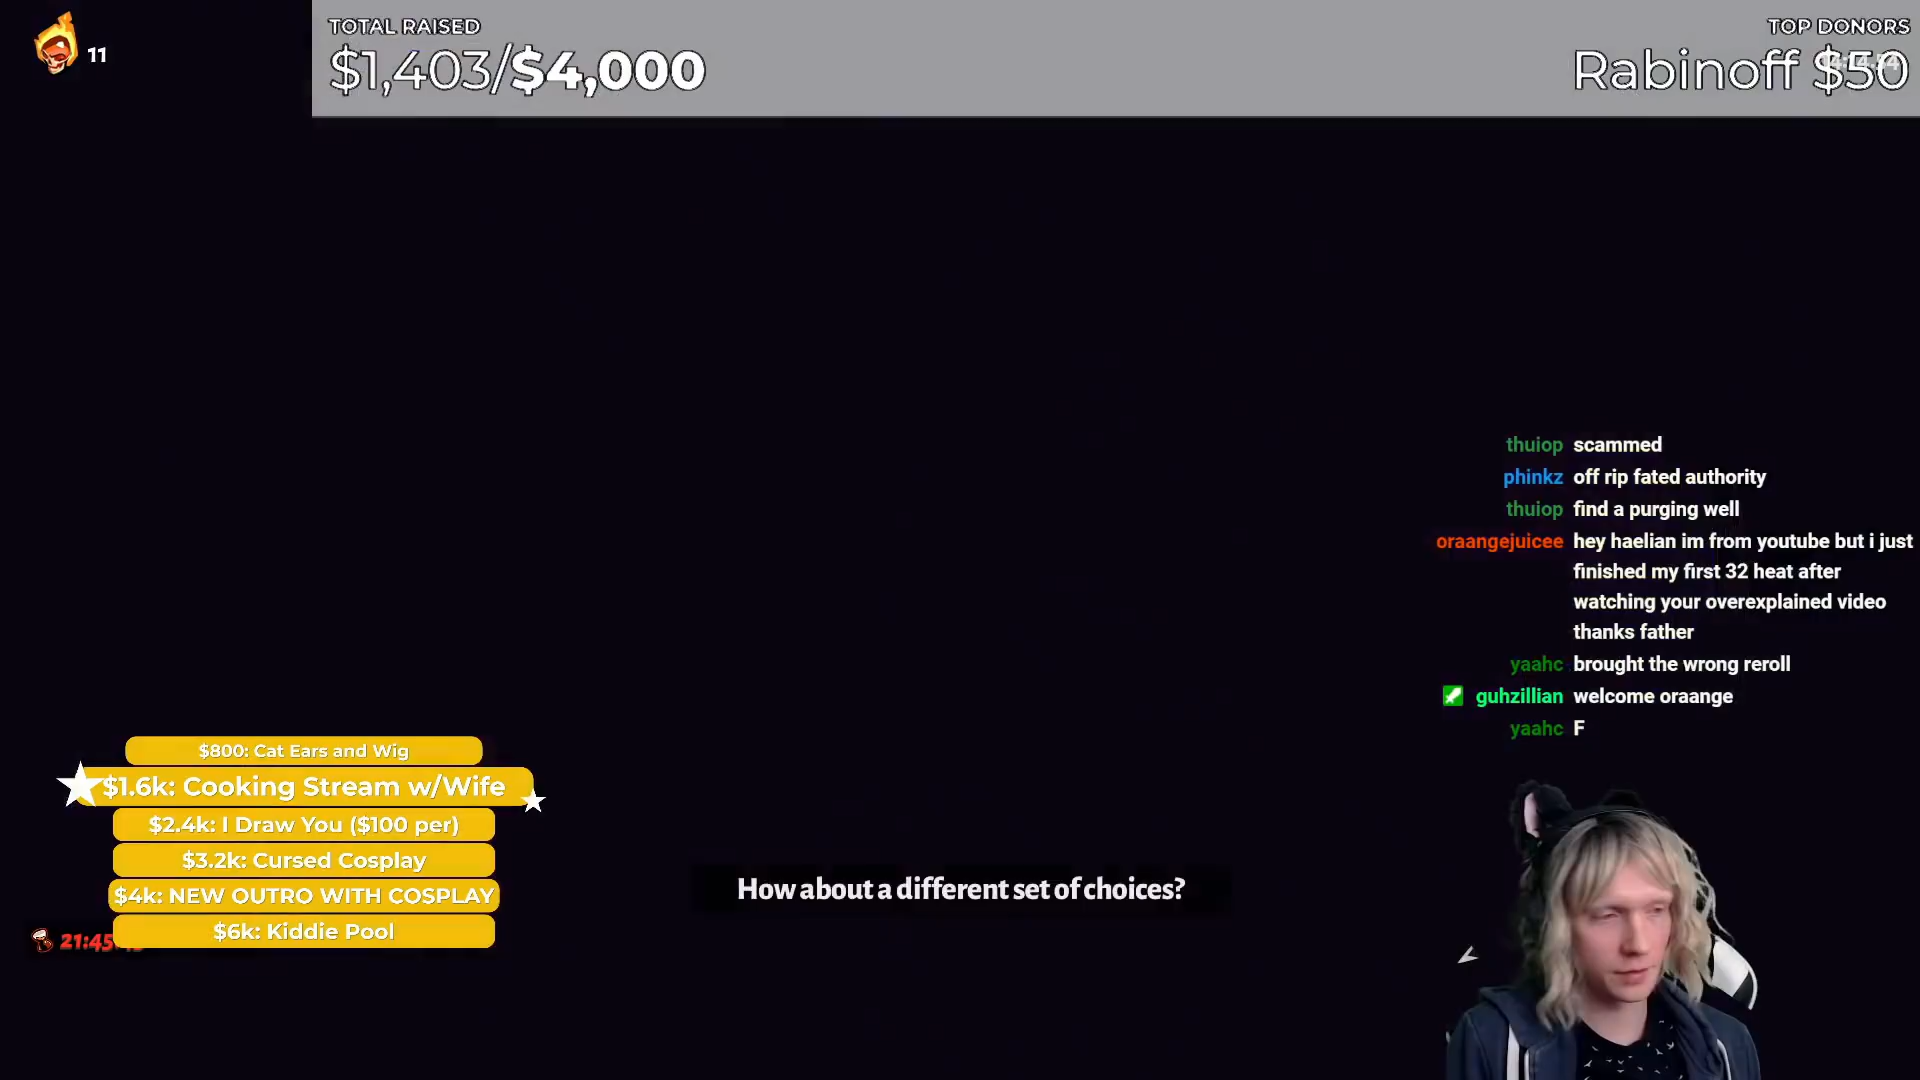 11
TOTAL RAISED
$1,403/$4,000
TOP DONORS
Rabinoff $50
thuiop scammed
phinkz off rip fated authority
thuiop find a purging well
oraangejuicee hey haelian im from youtube but i just
finished my first 32 heat after
watching your overexplained video
thanks father
yaahc brought the wrong reroll
guhzillian welcome oraange
yaahc F
$800: Cat Ears and Wig
$1.6k: Cooking Stream w/Wife
$2.4k: I Draw You ($100 per)
$3.2k: Cursed Cosplay
$4k: NEW OUTRO WITH COSPLAY
$6k: Kiddie Pool
21:45
How about a different set of choices?